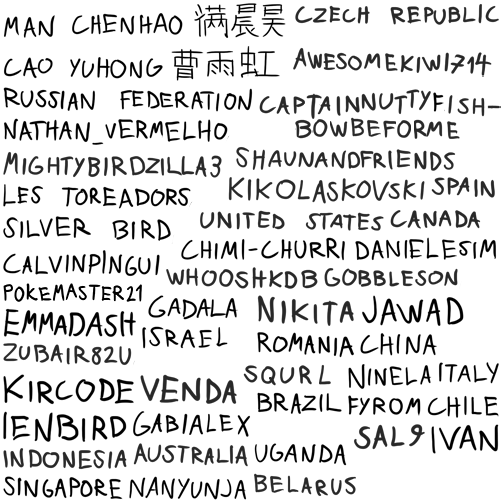 MAN CHENHAO 满晨昊 CZECH REPUBLIC
CAO YUHONG 曹雨虹 AWESOMEKIWI714
RUSSIAN FEDERATION CAPTAINNUTTYFISH-
NATHAN_VERMELHO BOWBEFORME
MIGHTYBIRDZILLA3 SHAUNANDFRIENDS
LES TOREADORS KIKOLASKOVSKI SPAIN
SILVER BIRD UNITED STATES CANADA
CALVINPINGUI CHIMI-CHURRI DANIELESIM
WHOOSHKDB GOBBLESON
POKEMASTER21 GADALA NIKITA JAWAD
EMMADASH ISRAEL ROMANIA CHINA
ZUBAIR82U SQURL NINELA ITALY
KIRCODE VENDA BRAZIL FYROM CHILE
IENBIRD GABIALEX SAL9 IVAN
INDONESIA AUSTRALIA UGANDA
SINGAPORE NANYUNJA BELARUS